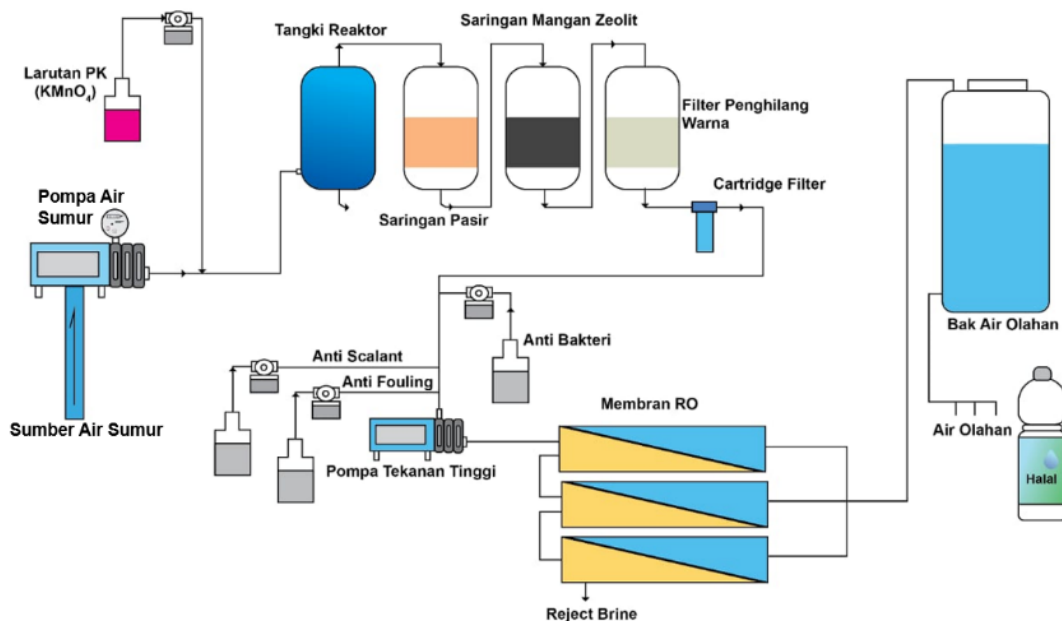 Saringan Mangan Zeolit
Tangki Reaktor
Larutan PK
(KMnO4)
Filter Penghilang
Warna
Pompa Air
Sumur
Cartridge Filter
Saringan Pasir
Bak Air Olahan
Anti Bakteri
Anti Scalant
Anti Fouling
Membran RO
Sumber Air Sumur
Air Olahan
Pompa Tekanan Tinggi
Halal
Reject Brine